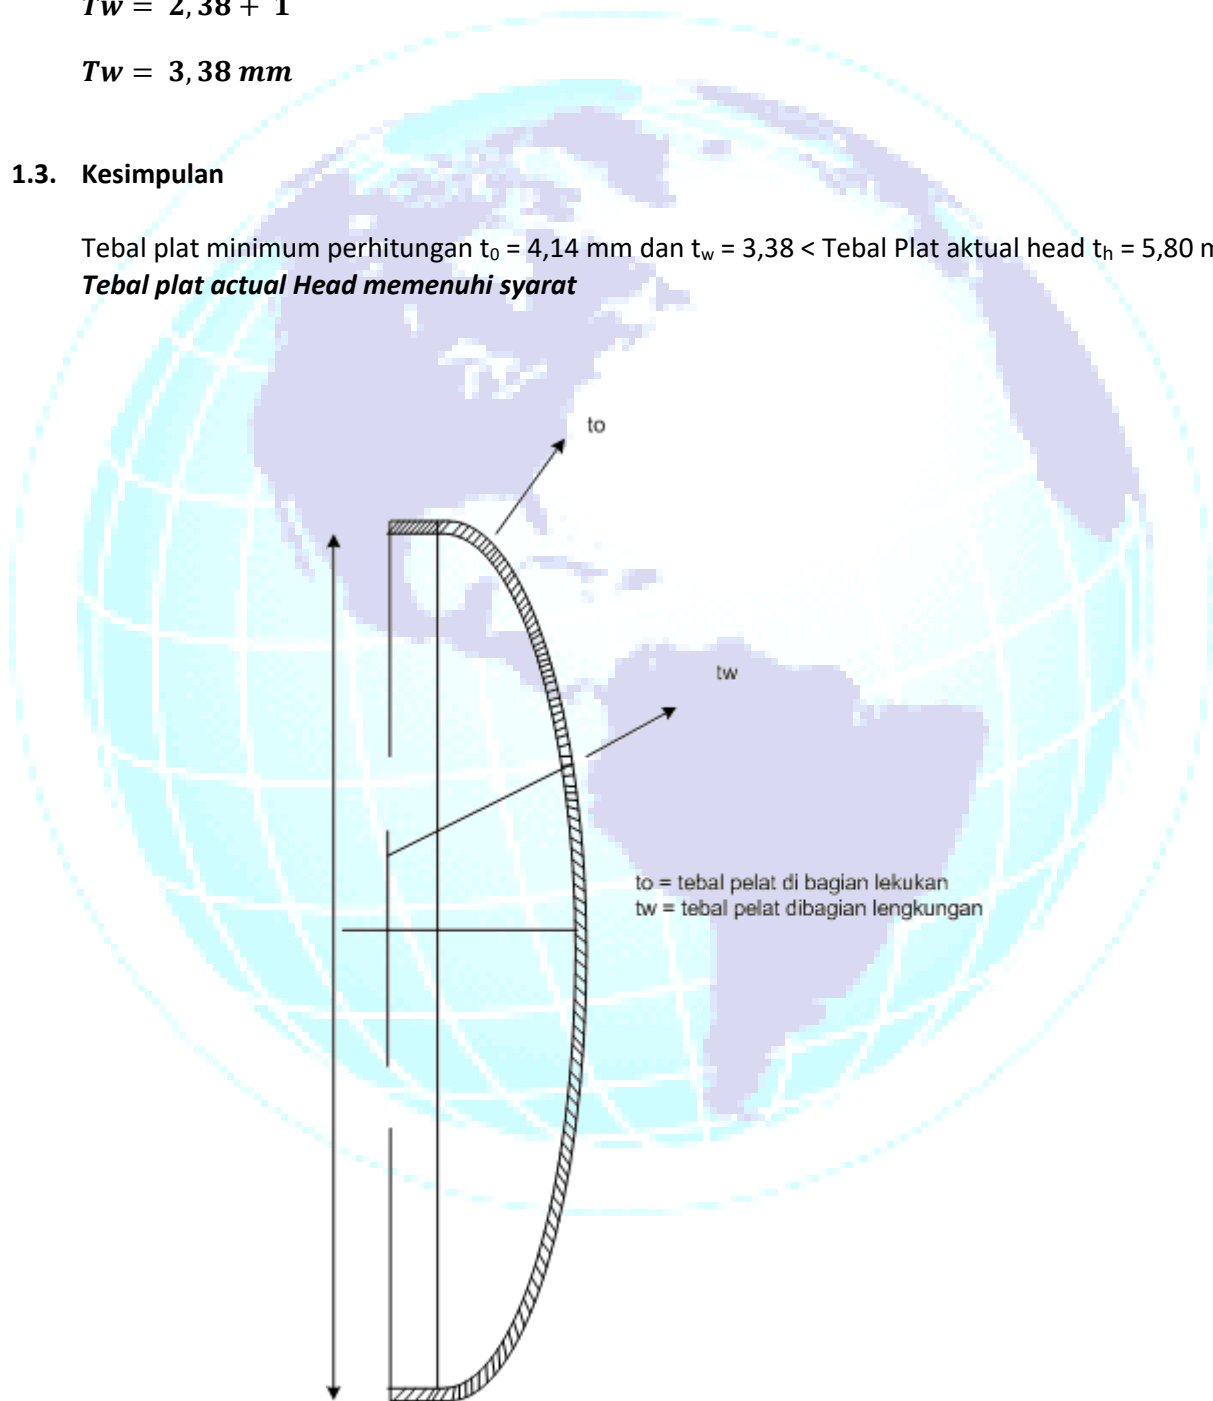 Tw = 2,38 + 1
Tw = 3,38 mm
1.3. Kesimpulan
Tebal plat minimum perhitungan t₀ = 4,14 mm dan tw = 3,38 < Tebal Plat aktual head th = 5,80
Tebal plat actual Head memenuhi syarat
to
tw
to = tebal pelat di bagian lekukan
tw = tebal pelat dibagian lengkungan